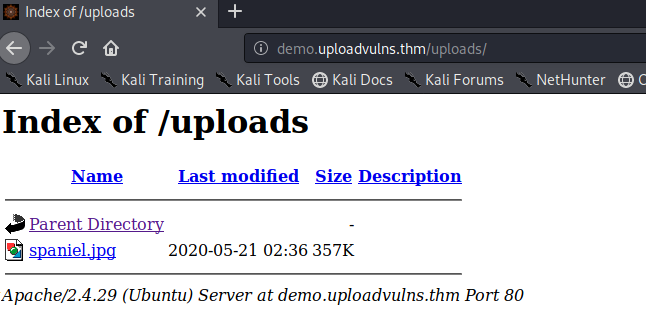 Index of /uploads
demo.uploadvulns.thm/uploads/
Kali Linux Kali Training Kali Tools Kali Docs Kali Forums NetHunter
Index of /uploads
Name Last modified Size Description
Parent Directory -
spaniel.jpg 2020-05-21 02:36 357K
Apache/2.4.29 (Ubuntu) Server at demo.uploadvulns.thm Port 80